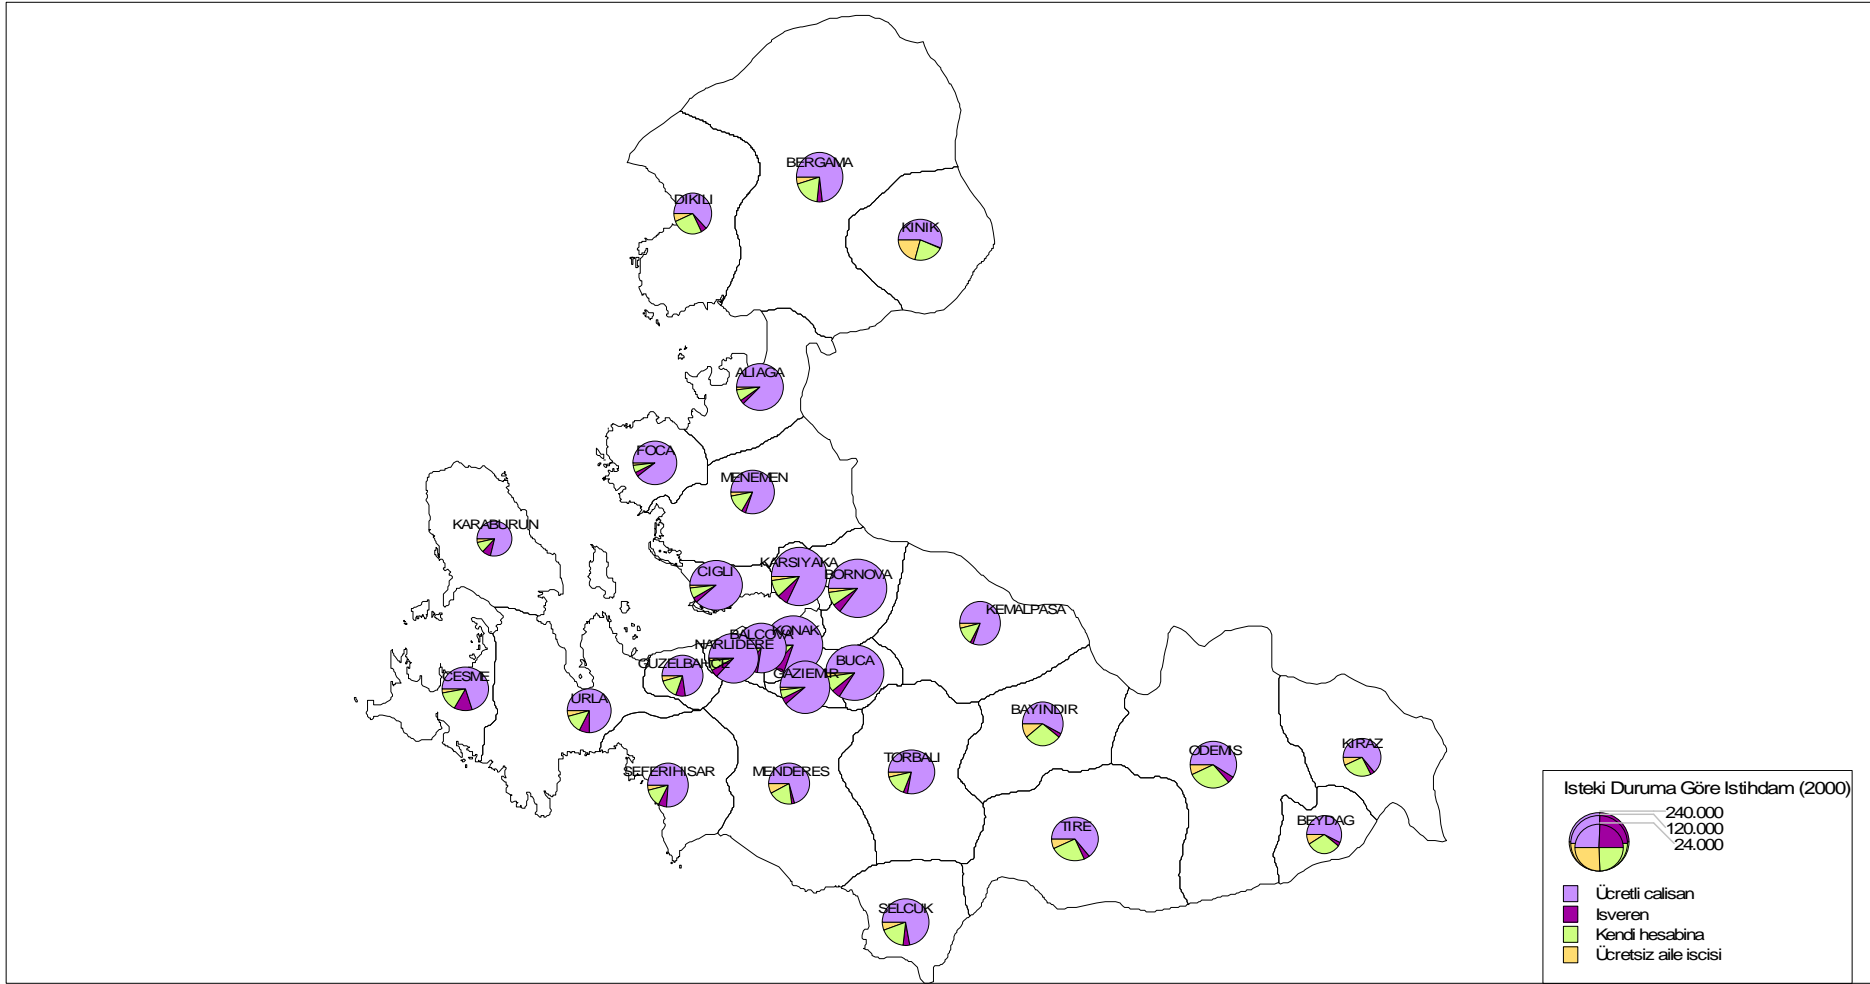 BERGAMA
DIKILI
KINIK
ALIAGA
FOCA
MENEMEN
KARABURUN
KARSIYAKA
CIGLI
BORNOVA
KEMALPASA
BALCOVA
KONAK
NARLIDERE
GUZELBAHCE
BUCA
GAZIEMIR
CESME
URLA
BAYINDIR
ODEMIS
KIRAZ
TORBALI
SEFERIHISAR
MENDERES
BEYDAG
TIRE
SELCUK
Isteki Duruma Göre Istihdam (2000)
240.000
120.000
24.000
Ücretli calisan
Isveren
Kendi hesabina
Ücretsiz aile iscisi